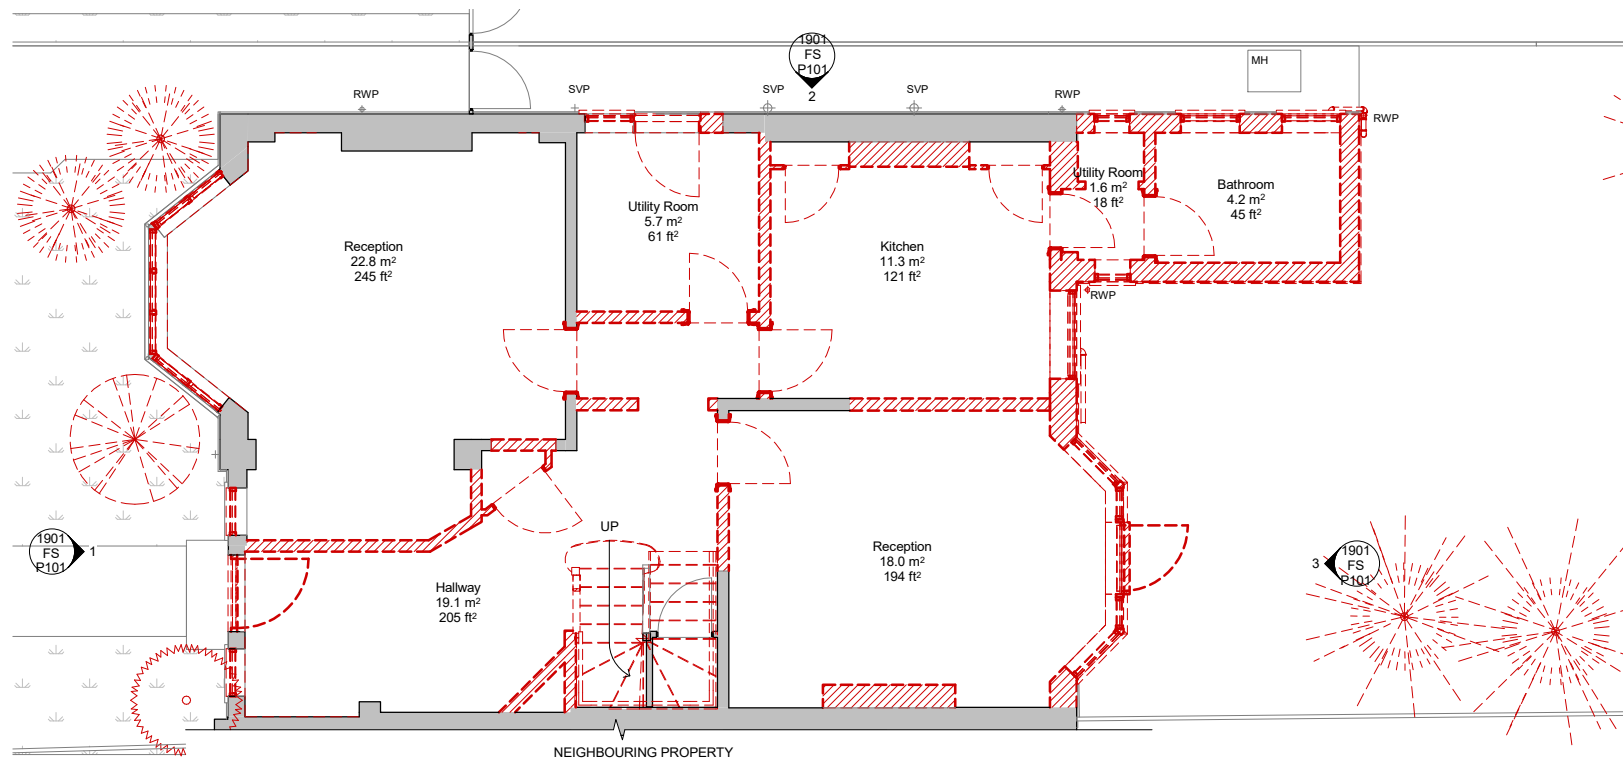 1901
FS
P101
2
MH
RWP
SVP
SVP
SVP
RWP
RWP
Utility Room
1.6 m²
18 ft²
Bathroom
4.2 m²
45 ft²
Utility Room
5.7 m²
61 ft²
Reception
22.8 m²
245 ft²
Kitchen
11.3 m²
121 ft²
RWP
UP
1901
FS
P101
1
Reception
18.0 m²
194 ft²
1901
FS
P101
3
Hallway
19.1 m²
205 ft²
NEIGHBOURING PROPERTY